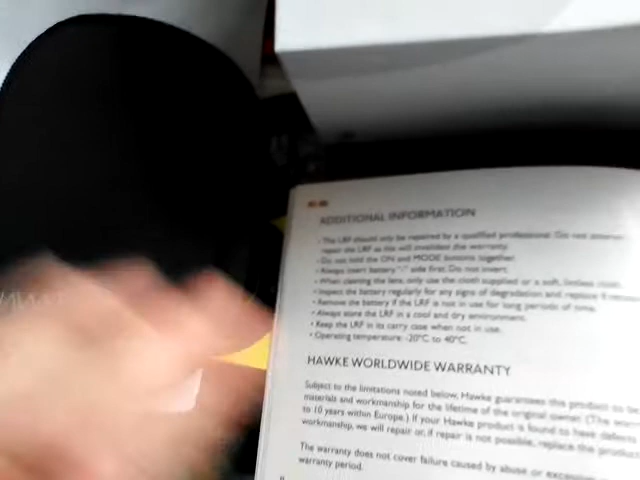 ADDITIONAL INFORMATION
• The LRF should only be repaired by a qualified professional. Do not
repair the LRF as this will invalidate the warranty.
• Do not hold the ON and MODE buttons together.
• Always insert battery "-" side first. Do not invert.
• When cleaning the lens, only use the cloth supplied or a soft, lintless cloth.
• Inspect the battery regularly for any signs of degradation and replace if
• Remove the battery if the LRF is not in use for long periods of time.
• Always store the LRF in a cool and dry environment.
• Keep the LRF in its carry case when not in use.
• Operating temperature: -20°C to 40°C.
HAWKE WORLDWIDE WARRANTY
Subject to the limitations noted below, Hawke guarantees this product to
materials and workmanship for the lifetime of the original owner. (The
to 10 years within Europe.) If your Hawke product is found to have defects
workmanship, we will repair or, if repair is not possible, replace the product
The warranty does not cover failure caused by abuse or
warranty period.